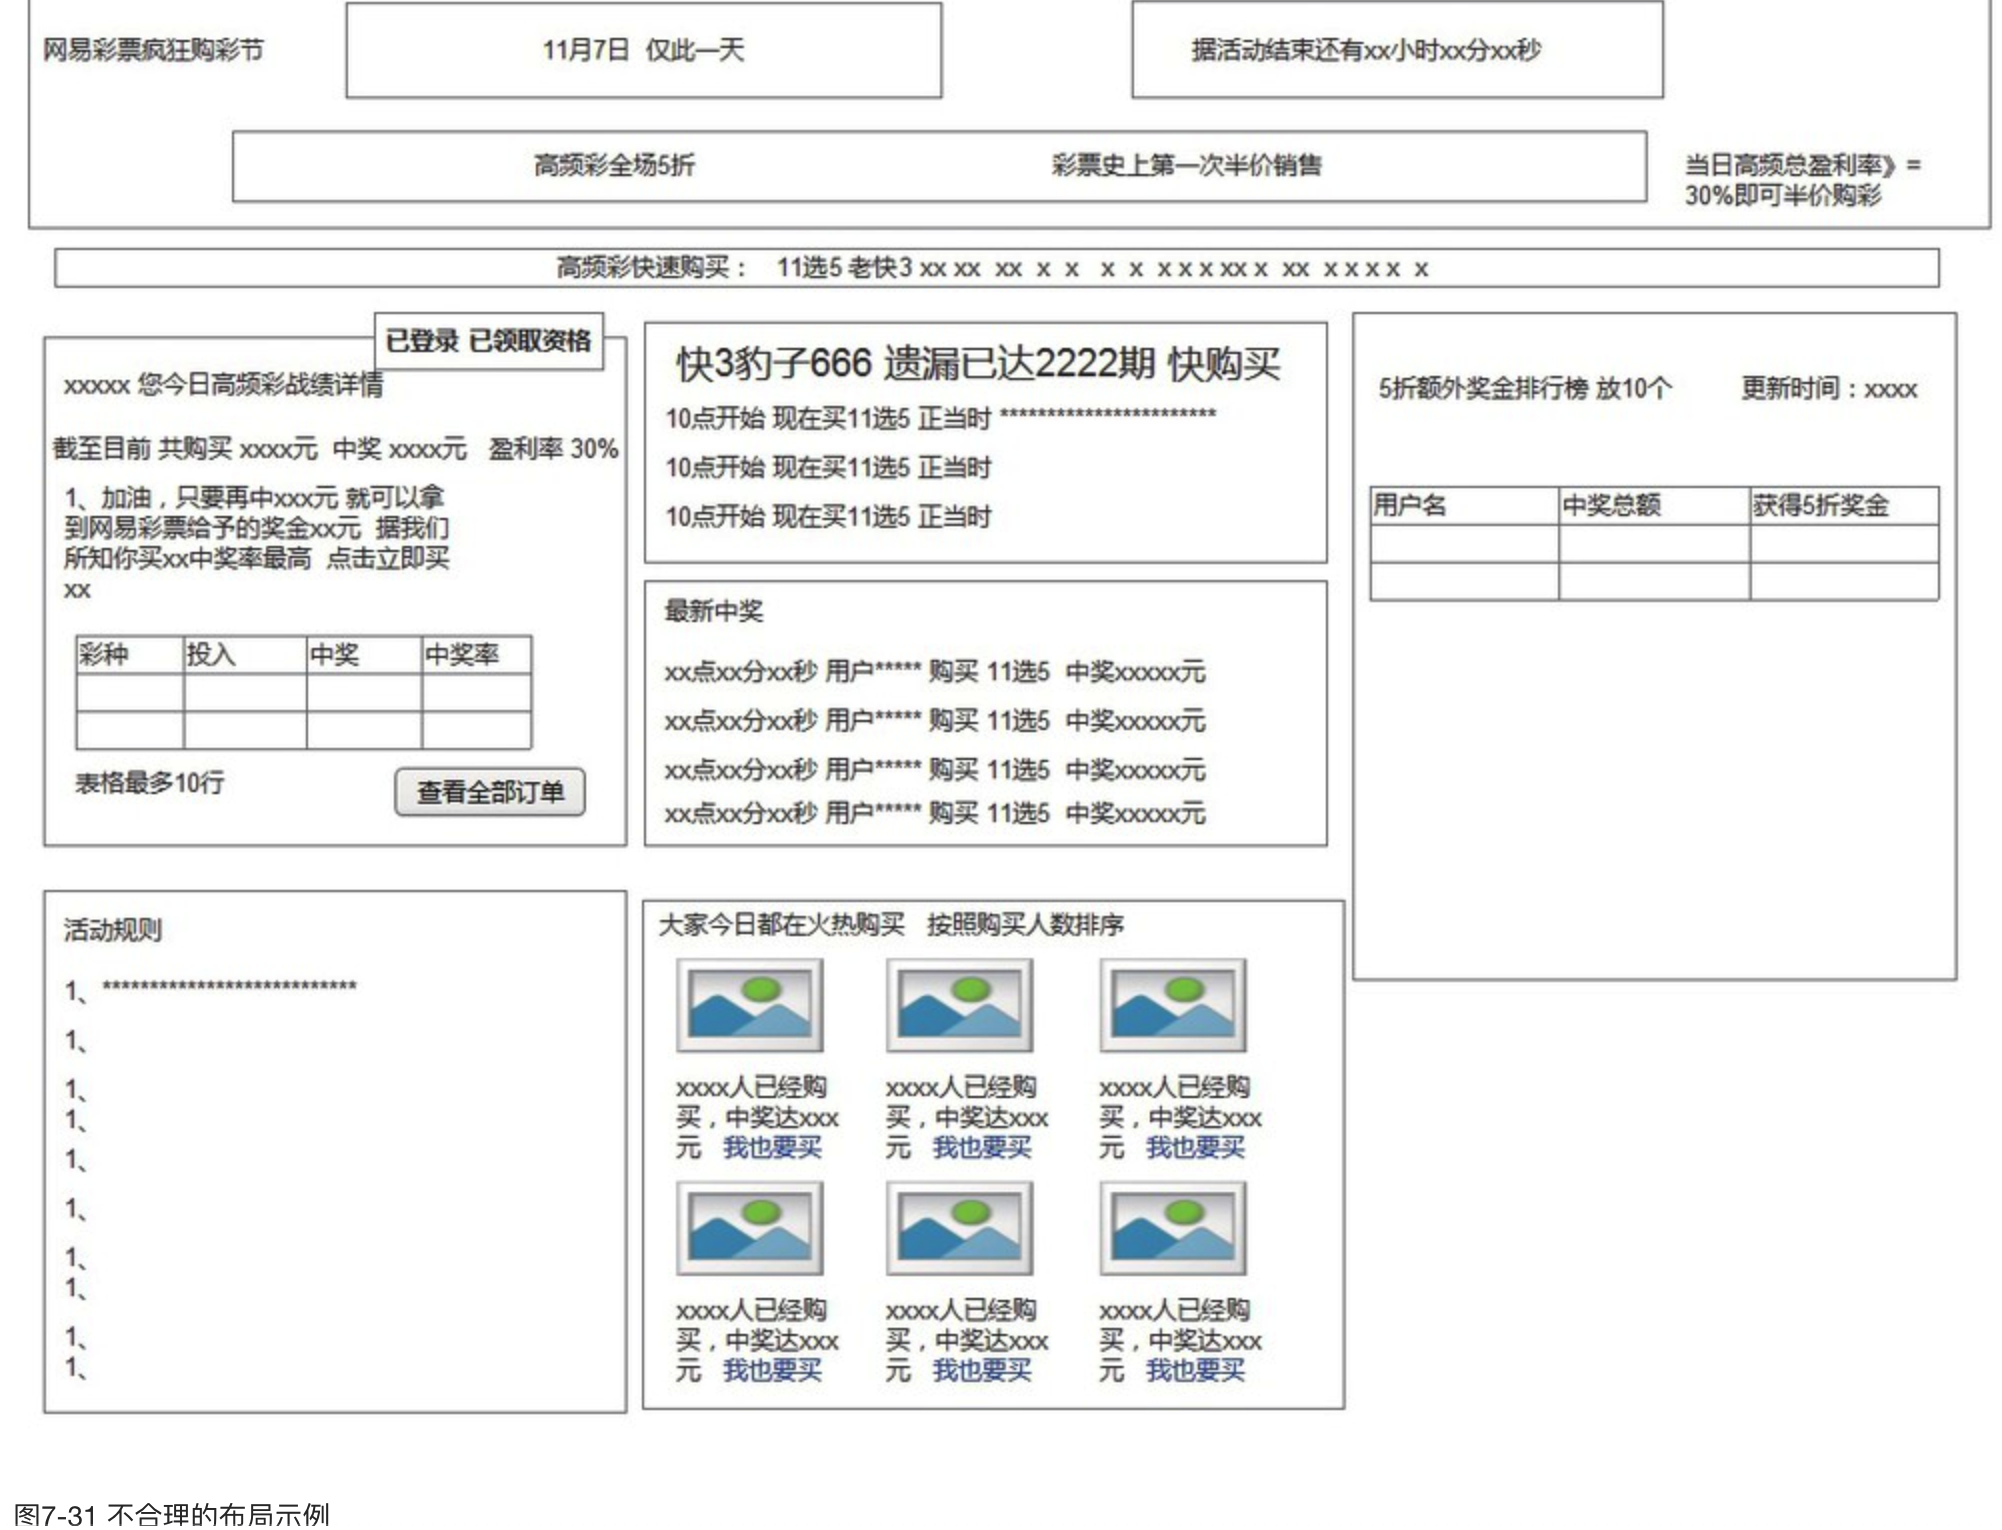 网易彩票疯狂购彩节
11月7日 仅此一天
据活动结束还有xx小时xx分xx秒
高频彩全场5折
彩票史上第一次半价销售
当日高频总盈利率》=
30%即可半价购彩
高频彩快速购买： 11选5 老快3 xx xx xx x x x x x x x xx x xx x x x x x
已登录 已领取资格
xxxxx 您今日高频彩战绩详情
截至目前 共购买 xxxx元 中奖 xxxx元 盈利率 30%
1、加油，只要再中xxx元 就可以拿
到网易彩票给予的奖金xx元 据我们
所知你买xx中奖率最高 点击立即买
xx
彩种 投入 中奖 中奖率
表格最多10行
查看全部订单
快3豹子666 遗漏已达2222期 快购买
10点开始 现在买11选5 正当时 ***********************
10点开始 现在买11选5 正当时
10点开始 现在买11选5 正当时
最新中奖
xx点xx分xx秒 用户***** 购买 11选5 中奖xxxxx元
xx点xx分xx秒 用户***** 购买 11选5 中奖xxxxx元
xx点xx分xx秒 用户***** 购买 11选5 中奖xxxxx元
xx点xx分xx秒 用户***** 购买 11选5 中奖xxxxx元
5折额外奖金排行榜 放10个 更新时间：xxxx
用户名 中奖总额 获得5折奖金
活动规则
1、***************************
1、
1、
1、
1、
1、
1、
1、
1、
1、
大家今日都在火热购买 按照购买人数排序
xxxx人已经购
买，中奖达xxx
元 我也要买
xxxx人已经购
买，中奖达xxx
元 我也要买
xxxx人已经购
买，中奖达xxx
元 我也要买
xxxx人已经购
买，中奖达xxx
元 我也要买
xxxx人已经购
买，中奖达xxx
元 我也要买
xxxx人已经购
买，中奖达xxx
元 我也要买
图7-31 不合理的布局示例